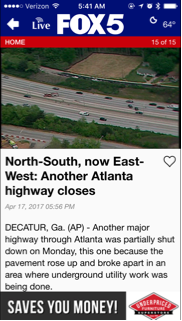 Verizon 5:41 AM
Live FOX5 64°
HOME 15 of 15
North-South, now East-
West: Another Atlanta
highway closes
Apr 17, 2017 05:56 PM
DECATUR, Ga. (AP) - Another major
highway through Atlanta was partially shut
down on Monday, this one because the
pavement rose up and broke apart in an
area where underground utility work was
being done.
SAVES YOU MONEY!
UNDERPRICED
FURNITURE